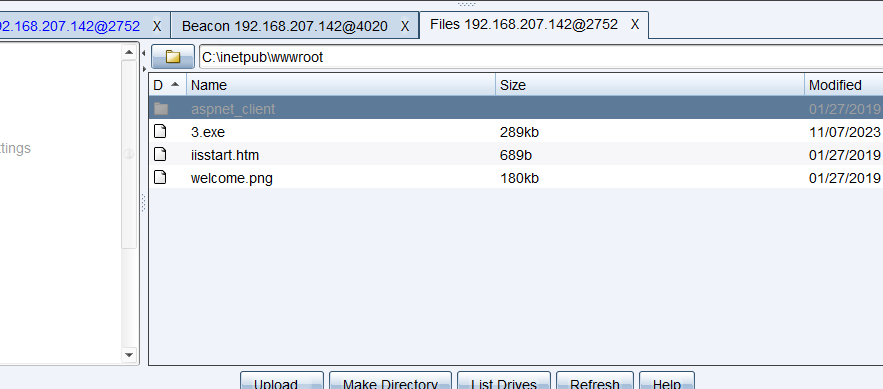 92.168.207.142@2752 X Beacon 192.168.207.142@4020 X Files 192.168.207.142@2752 X
C:\inetpub\wwwroot
D Name Size Modified
aspnet_client 01/27/2019
3.exe 289kb 11/07/2023
ttings
iisstart.htm 689b 01/27/2019
welcome.png 180kb 01/27/2019
Upload Make Directory List Drives Refresh Help